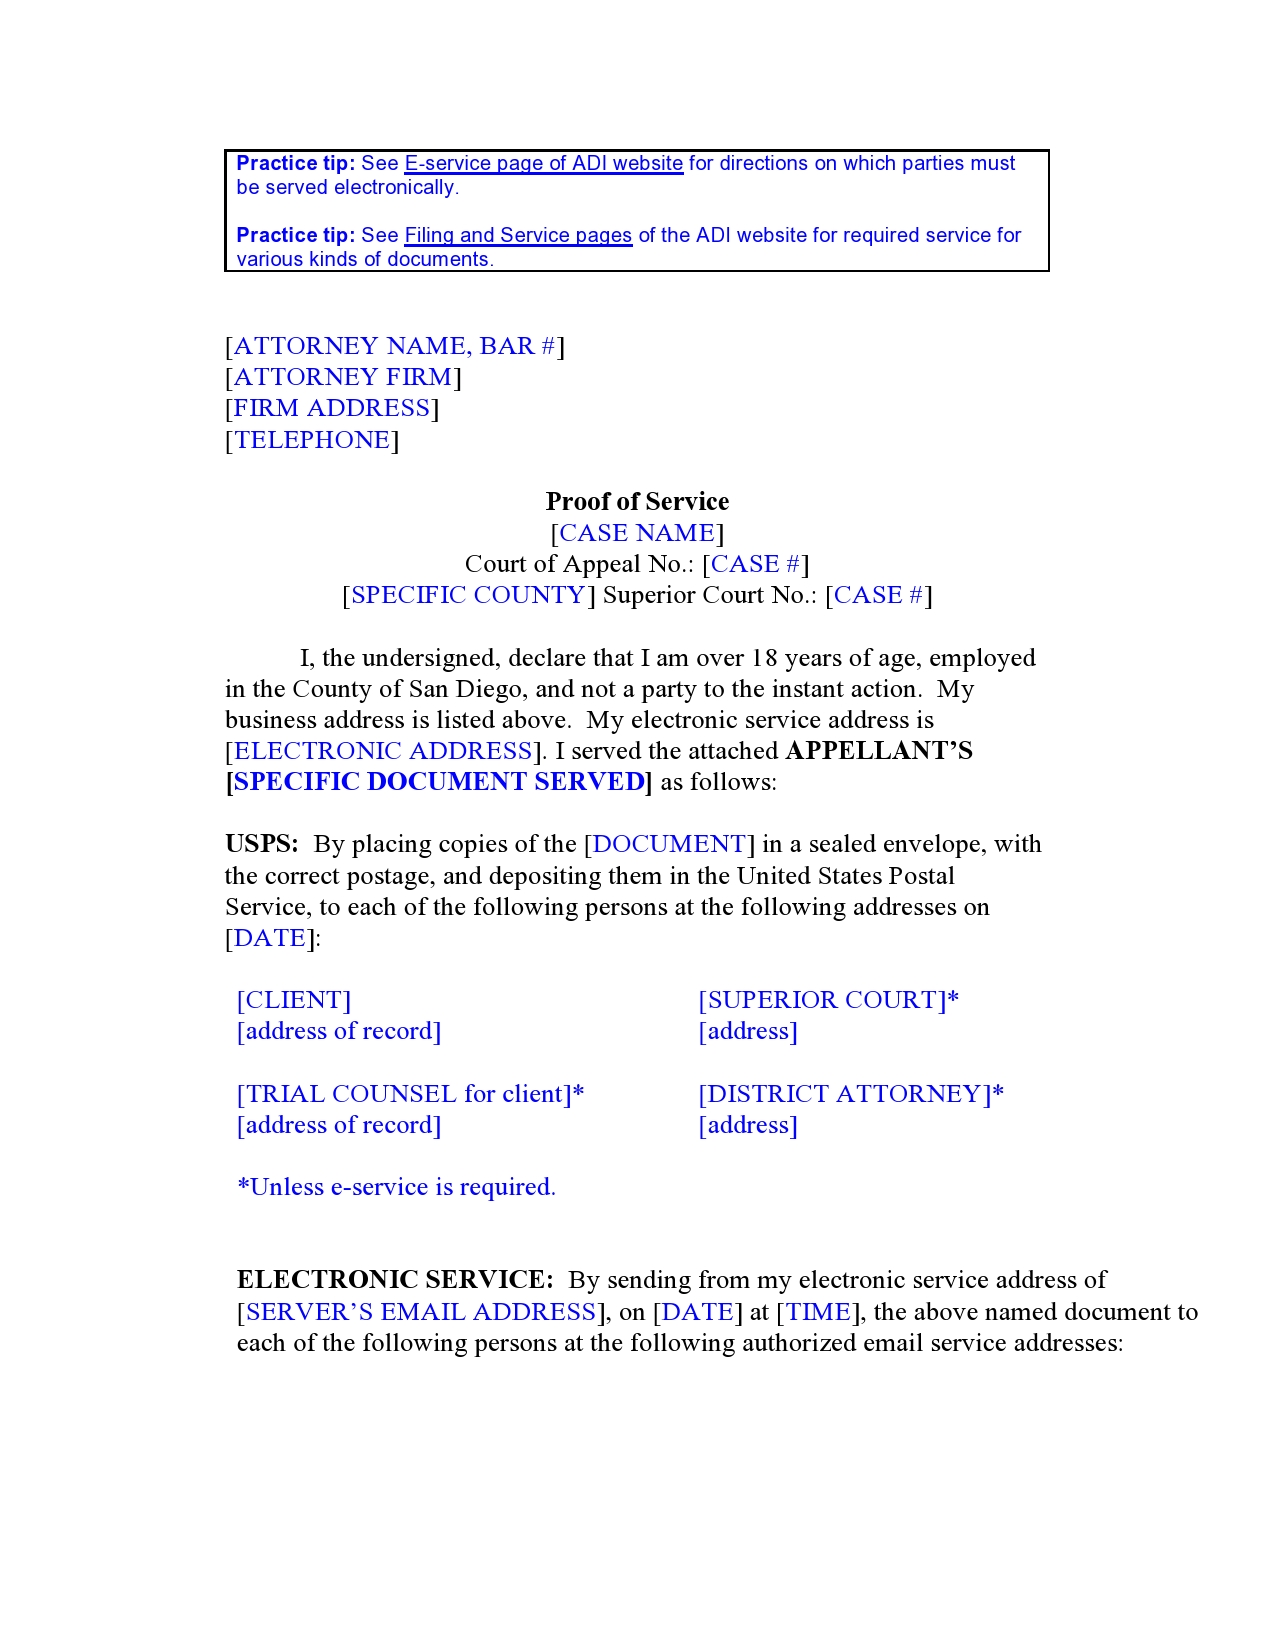 Practice tip: See E-service page of ADI website for directions on which parties must
be served electronically.
Practice tip: See Filing and Service pages of the ADI website for required service for
various kinds of documents.
[ATTORNEY NAME, BAR #]
[ATTORNEY FIRM]
[FIRM ADDRESS]
[TELEPHONE]
Proof of Service
[CASE NAME]
Court of Appeal No.: [CASE #]
[SPECIFIC COUNTY] Superior Court No.: [CASE #]
I, the undersigned, declare that I am over 18 years of age, employed
in the County of San Diego, and not a party to the instant action.  My
business address is listed above.  My electronic service address is
[ELECTRONIC ADDRESS]. I served the attached APPELLANT’S
[SPECIFIC DOCUMENT SERVED] as follows:
USPS:  By placing copies of the [DOCUMENT] in a sealed envelope, with
the correct postage, and depositing them in the United States Postal
Service, to each of the following persons at the following addresses on
[DATE]:
[CLIENT] [SUPERIOR COURT]*
[address of record] [address]
[TRIAL COUNSEL for client]* [DISTRICT ATTORNEY]*
[address of record] [address]
*Unless e-service is required.
ELECTRONIC SERVICE:  By sending from my electronic service address of
[SERVER’S EMAIL ADDRESS], on [DATE] at [TIME], the above named document to
each of the following persons at the following authorized email service addresses: